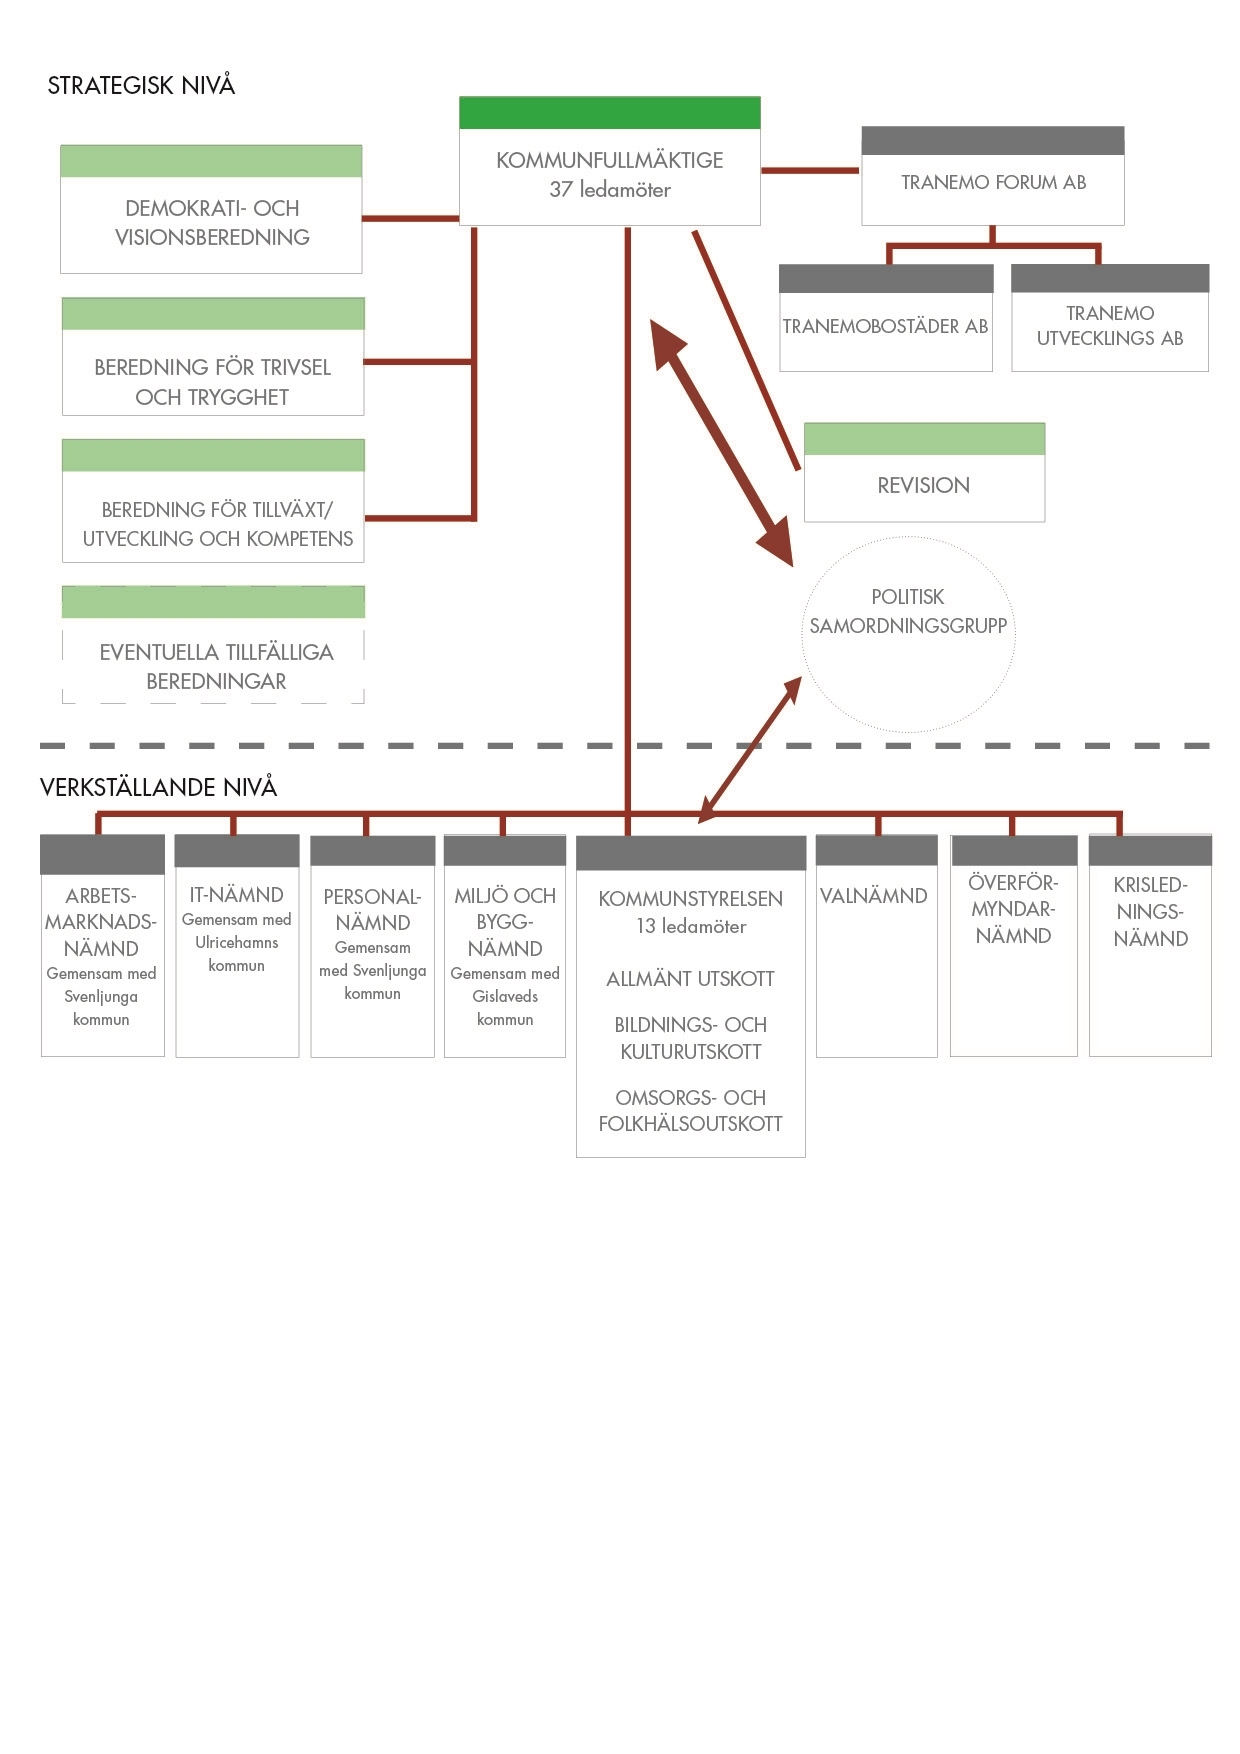 STRATEGISK NIVÅ
KOMMUNFULLMÄKTIGE
37 ledamöter
TRANEMO FORUM AB
DEMOKRATI- OCH
VISIONSBEREDNING
TRANEMOBOSTÄDER AB
TRANEMO
UTVECKLINGS AB
BEREDNING FÖR TRIVSEL
OCH TRYGGHET
REVISION
BEREDNING FÖR TILLVÄXT/
UTVECKLING OCH KOMPETENS
POLITISK
SAMORDNINGSGRUPP
EVENTUELLA TILLFÄLLIGA
BEREDNINGAR
VERKSTÄLLANDE NIVÅ
ARBETS-
MARKNADS-
NÄMND
Gemensam med
Svenljunga
kommun
IT-NÄMND
Gemensam med
Ulricehamns
kommun
PERSONAL-
NÄMND
Gemensam
med Svenljunga
kommun
MILJÖ OCH
BYGG-
NÄMND
Gemensam med
Gislaveds
kommun
KOMMUNSTYRELSEN
13 ledamöter
ALLMÄNT UTSKOTT
BILDNINGS- OCH
KULTURUTSKOTT
OMSORGS- OCH
FOLKHÄLSOUTSKOTT
VALNÄMND
ÖVERFÖR-
MYNDAR-
NÄMND
KRISLED-
NINGS-
NÄMND